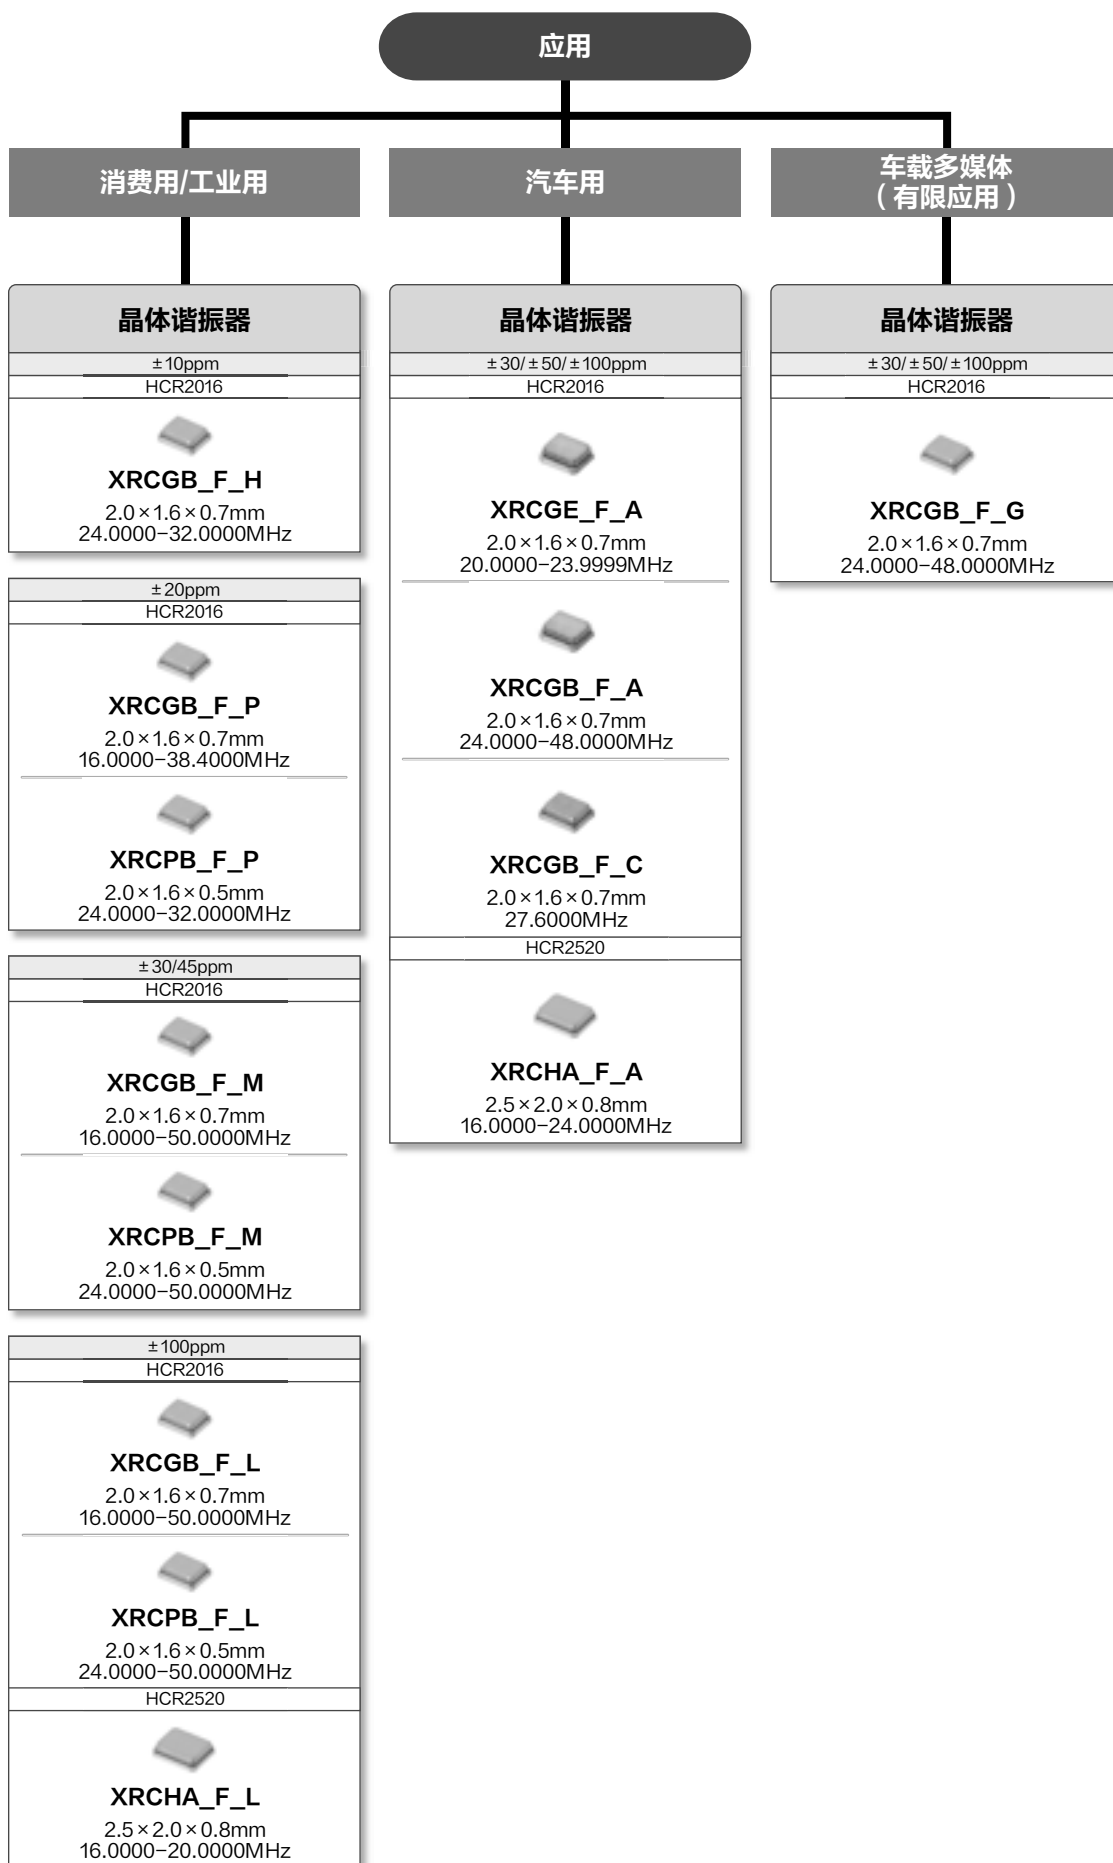 应用
消费用/工业用
晶体谐振器
±10ppm
HCR2016
XRCGB_F_H
2.0×1.6×0.7mm
24.0000−32.0000MHz
±20ppm
HCR2016
XRCGB_F_P
2.0×1.6×0.7mm
16.0000−38.4000MHz
XRCPB_F_P
2.0×1.6×0.5mm
24.0000−32.0000MHz
±30/45ppm
HCR2016
XRCGB_F_M
2.0×1.6×0.7mm
16.0000−50.0000MHz
XRCPB_F_M
2.0×1.6×0.5mm
24.0000−50.0000MHz
±100ppm
HCR2016
XRCGB_F_L
2.0×1.6×0.7mm
16.0000−50.0000MHz
XRCPB_F_L
2.0×1.6×0.5mm
24.0000−50.0000MHz
HCR2520
XRCHA_F_L
2.5×2.0×0.8mm
16.0000−20.0000MHz
汽车用
晶体谐振器
±30/±50/±100ppm
HCR2016
XRCGE_F_A
2.0×1.6×0.7mm
20.0000−23.9999MHz
XRCGB_F_A
2.0×1.6×0.7mm
24.0000−48.0000MHz
XRCGB_F_C
2.0×1.6×0.7mm
27.6000MHz
HCR2520
XRCHA_F_A
2.5×2.0×0.8mm
16.0000−24.0000MHz
车载多媒体
（有限应用）
晶体谐振器
±30/±50/±100ppm
HCR2016
XRCGB_F_G
2.0×1.6×0.7mm
24.0000−48.0000MHz